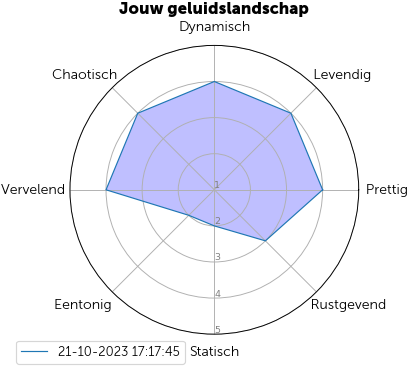 Jouw geluidslandschap
Dynamisch
Chaotisch
Levendig
Vervelend
1
Prettig
2
3
4
Eentonig
Rustgevend
5
21-10-2023 17:17:45
Statisch